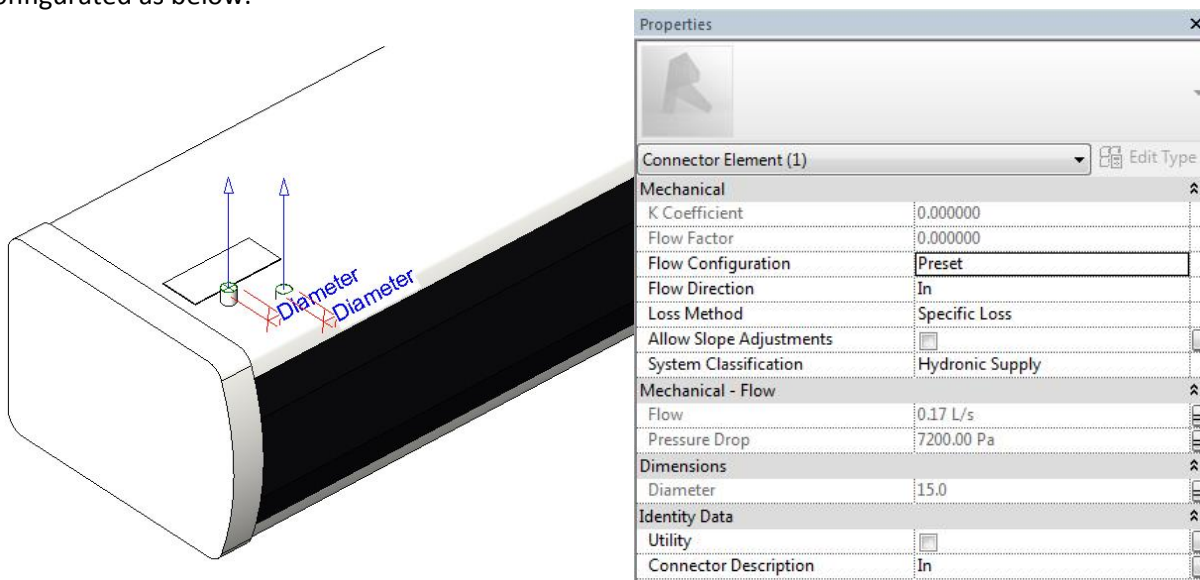 onfigurated as below:
Diameter
Diameter
Properties
Connector Element (1)
Edit Type
Mechanical
K Coefficient 0.000000
Flow Factor 0.000000
Flow Configuration Preset
Flow Direction In
Loss Method Specific Loss
Allow Slope Adjustments
System Classification Hydronic Supply
Mechanical - Flow
Flow 0.17 L/s
Pressure Drop 7200.00 Pa
Dimensions
Diameter 15.0
Identity Data
Utility
Connector Description In